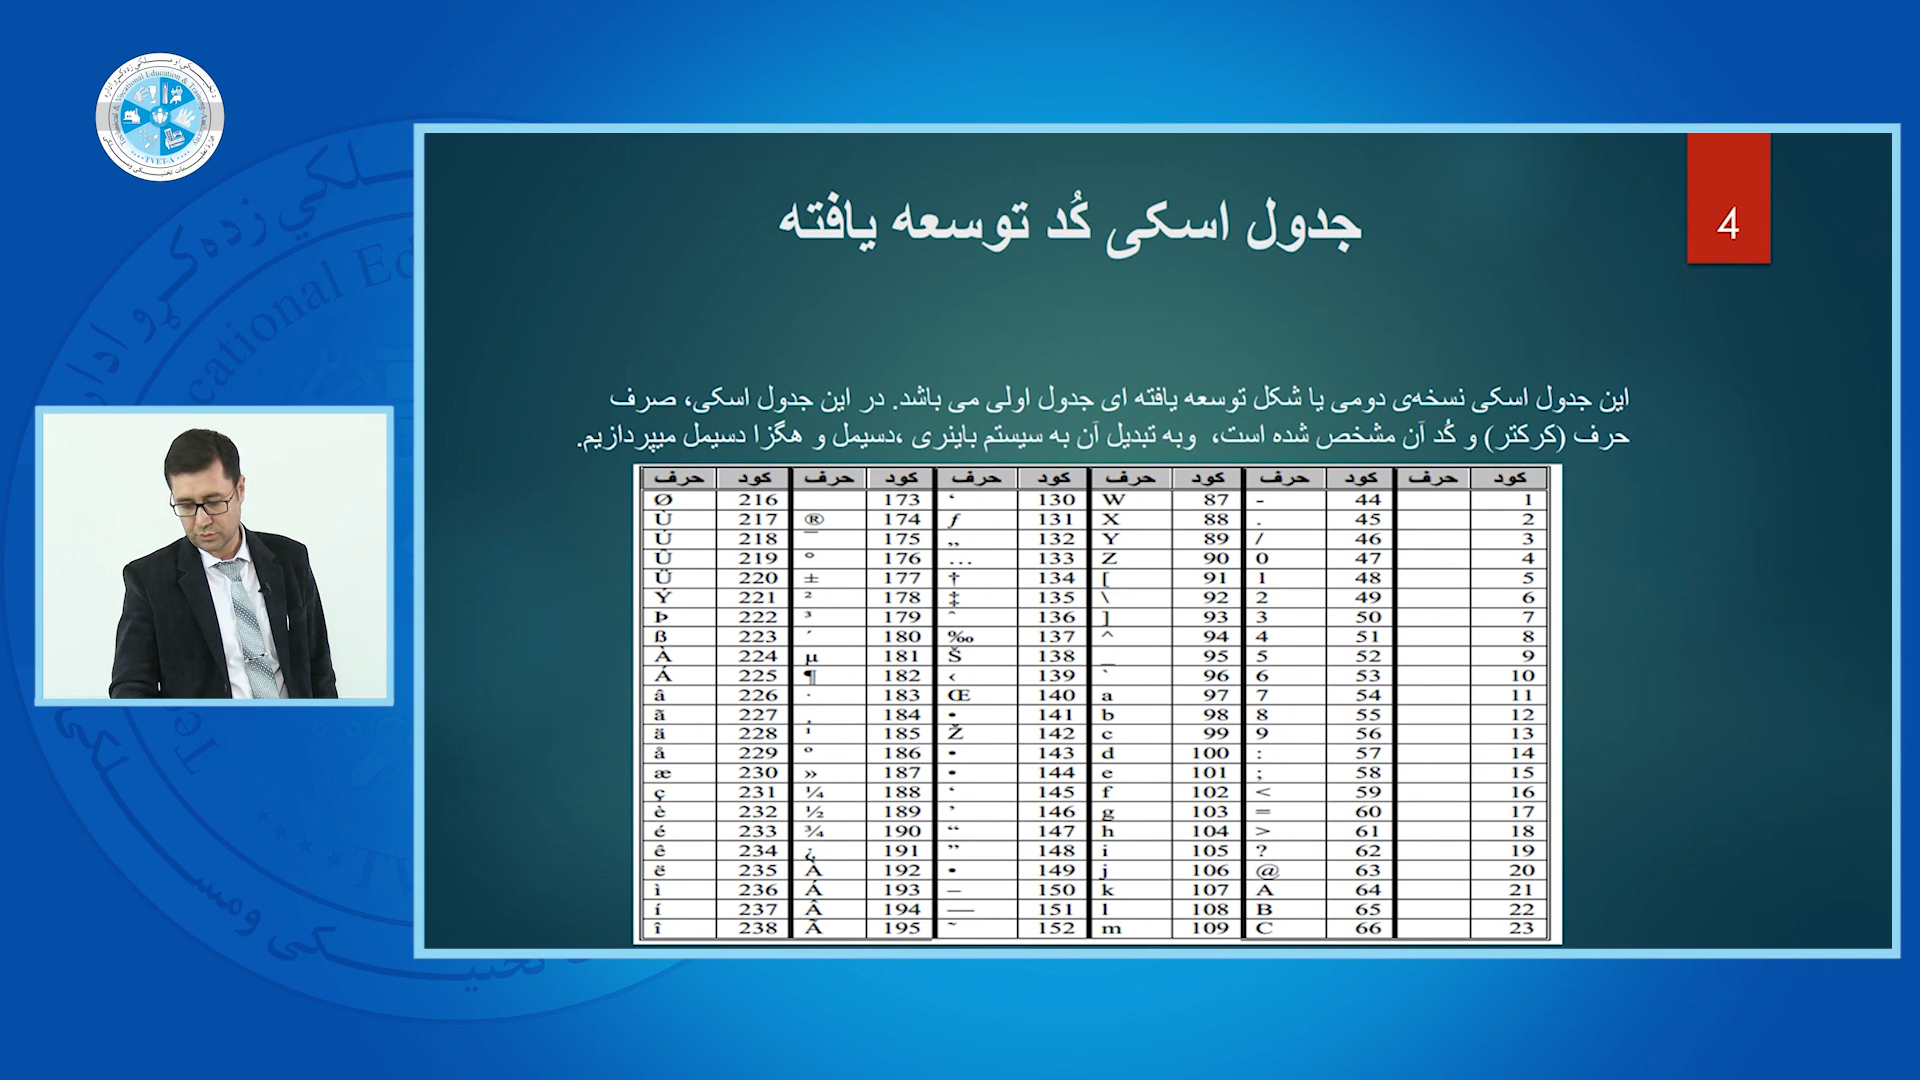 Technical & Vocational Education & Training Authority
TVET-A
4
جدول اسکی کُد توسعه یافته
این جدول اسکی نسخه‌ی دومی یا شکل توسعه یافته ای جدول اولی می باشد. در این جدول اسکی، صرف
حرف (کرکتر) و کُد آن مشخص شده است، وبه تبدیل آن به سیستم باینری ،دسیمل و هگزا دسیمل میپردازیم.
حرف کود حرف کود حرف کود حرف کود حرف کود حرف کود
Ø 216 173 ‘ 130 W 87 - 44 1
Ù 217 ® 174 ƒ 131 X 88 . 45 2
Ú 218 ¯ 175 „ 132 Y 89 / 46 3
Û 219 ° 176 … 133 Z 90 0 47 4
Ü 220 ± 177 † 134 [ 91 1 48 5
Ý 221 ² 178 ‡ 135 \ 92 2 49 6
Þ 222 ³ 179 ˆ 136 ] 93 3 50 7
ß 223 ´ 180 ‰ 137 ^ 94 4 51 8
À 224 µ 181 Š 138 _ 95 5 52 9
Á 225 ¶ 182 ‹ 139 ` 96 6 53 10
â 226 · 183 Œ 140 a 97 7 54 11
ã 227 ¸ 184 • 141 b 98 8 55 12
ä 228 ¹ 185 Ž 142 c 99 9 56 13
å 229 º 186 • 143 d 100 : 57 14
æ 230 » 187 • 144 e 101 ; 58 15
ç 231 ¼ 188 ‘ 145 f 102 < 59 16
è 232 ½ 189 ’ 146 g 103 = 60 17
é 233 ¾ 190 “ 147 h 104 > 61 18
ê 234 ¿ 191 ” 148 i 105 ? 62 19
ë 235 À 192 • 149 j 106 @ 63 20
ì 236 Á 193 – 150 k 107 A 64 21
í 237 Â 194 — 151 l 108 B 65 22
î 238 Ã 195 ˜ 152 m 109 C 66 23